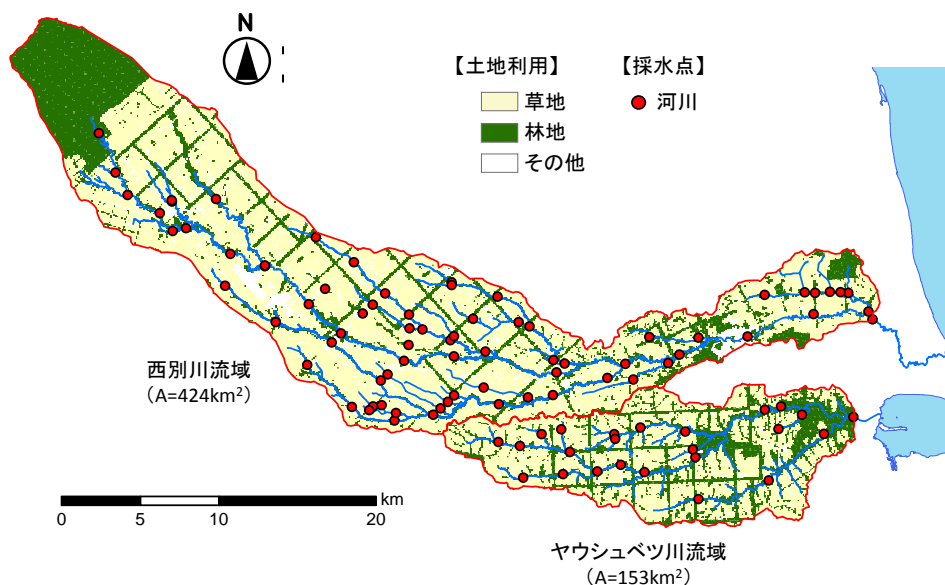 N
【土地利用】
草地
林地
その他
【採水点】
河川
西別川流域
(A=424km²)
km
0 5 10 20
ヤウシュベツ川流域
(A=153km²)